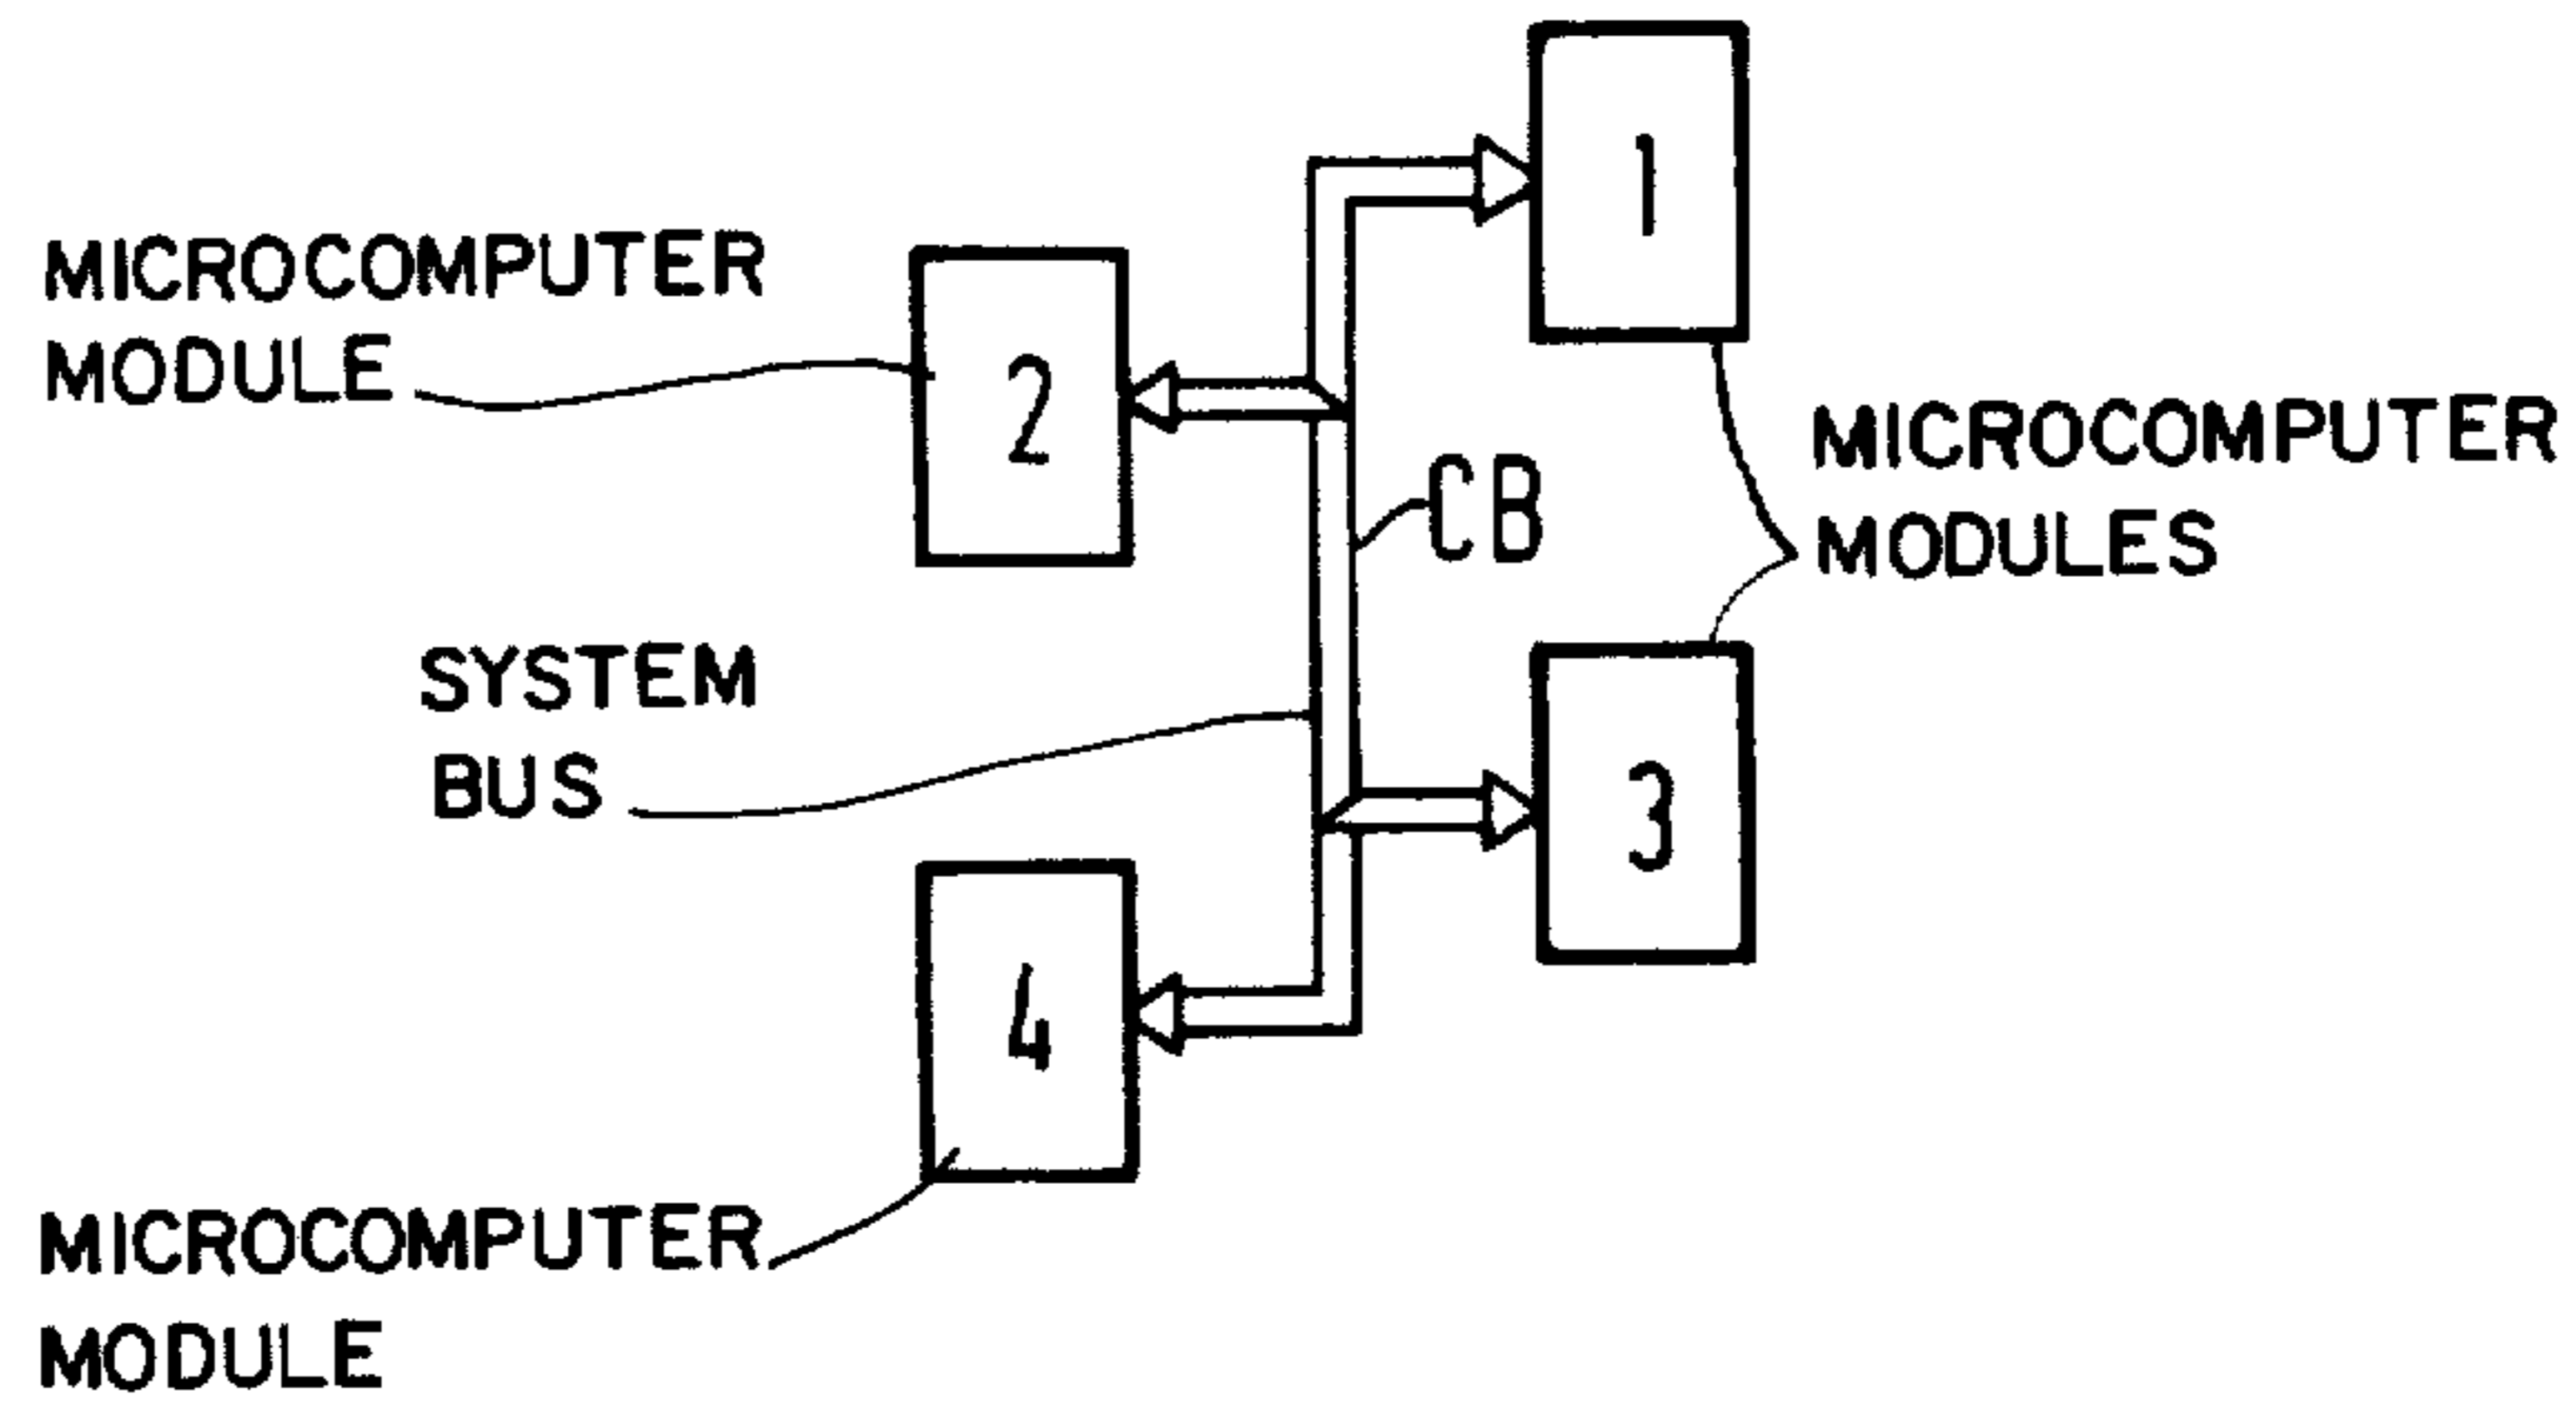 1
MICROCOMPUTER
MODULE
2
CB
MICROCOMPUTER
MODULES
SYSTEM
BUS
3
4
MICROCOMPUTER
MODULE